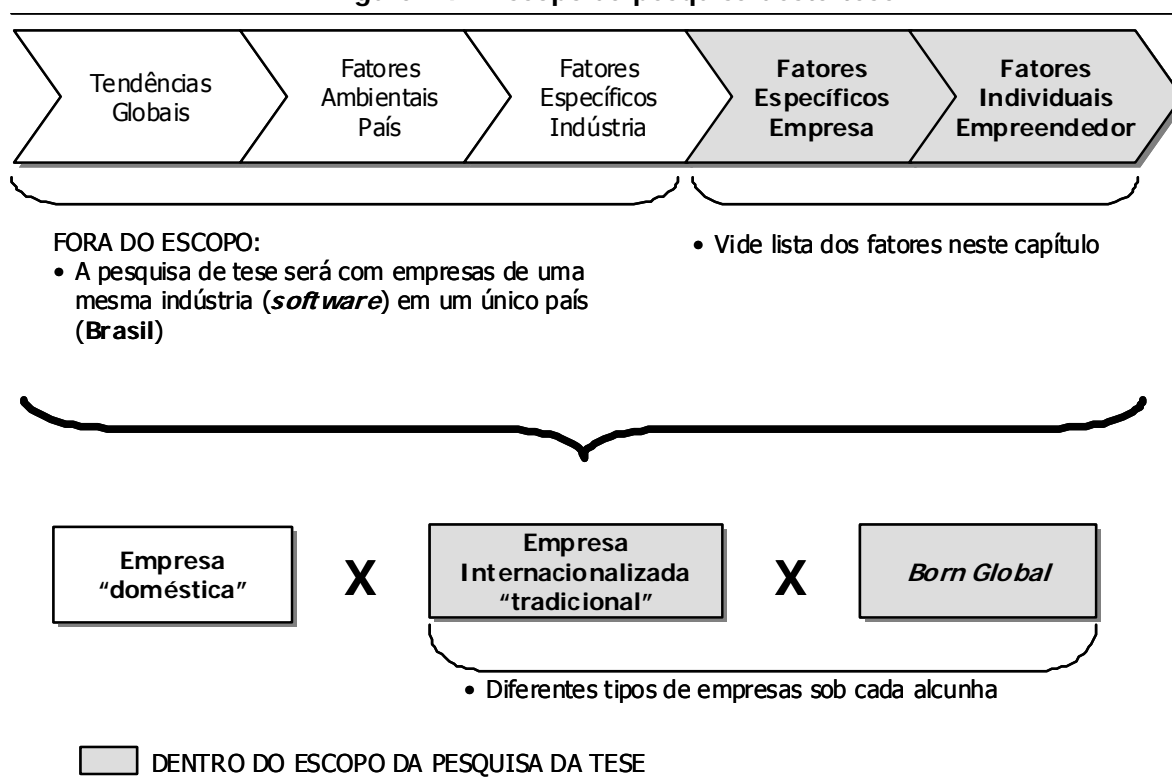 Tendências
Globais
Fatores
Ambientais
País
Fatores
Específicos
Indústria
Fatores
Específicos
Empresa
Fatores
Individuais
Empreendedor
FORA DO ESCOPO:
• A pesquisa de tese será com empresas de uma
mesma indústria (software) em um único país
(Brasil)
• Vide lista dos fatores neste capítulo
Empresa
“doméstica”
X
Empresa
Internacionalizada
“tradicional”
X
Born Global
• Diferentes tipos de empresas sob cada alcunha
DENTRO DO ESCOPO DA PESQUISA DA TESE